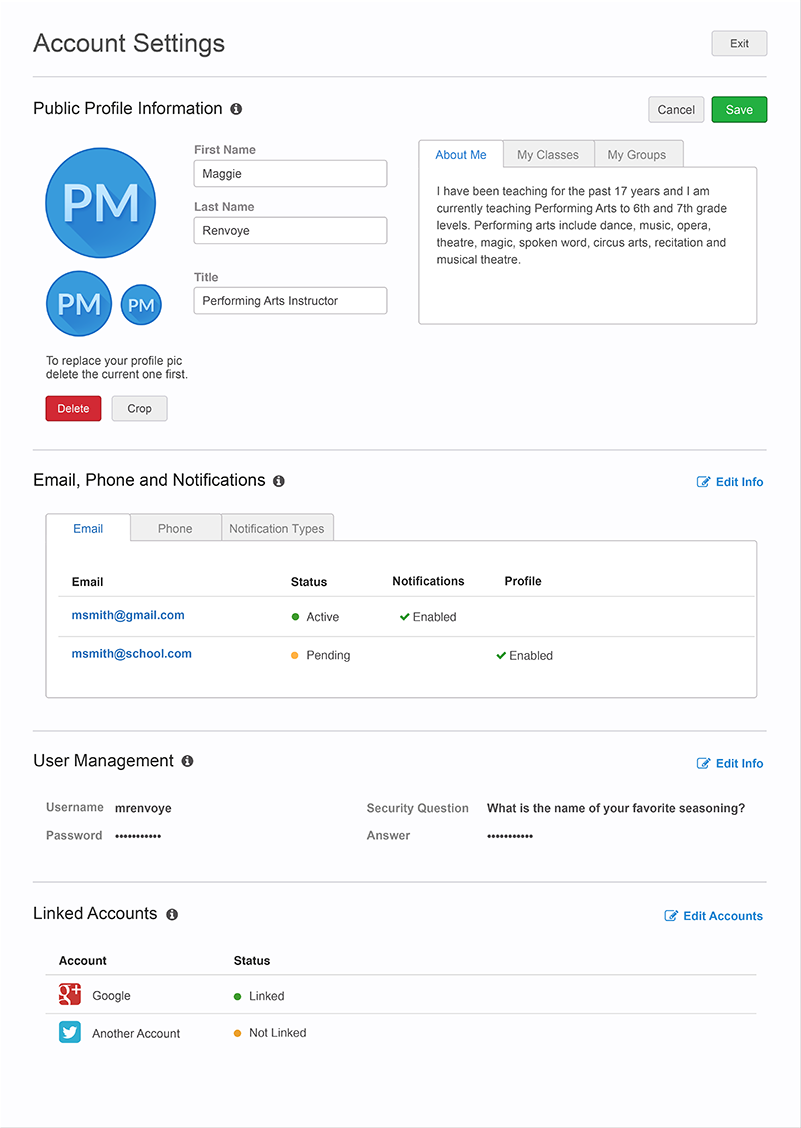 Account Settings
Exit
Public Profile Information
Cancel
Save
PM
PM
PM
To replace your profile pic
delete the current one first.
Delete
Crop
First Name
Maggie
Last Name
Renvoye
Title
Performing Arts Instructor
About Me
My Classes
My Groups
I have been teaching for the past 17 years and I am
currently teaching Performing Arts to 6th and 7th grade
levels. Performing arts include dance, music, opera,
theatre, magic, spoken word, circus arts, recitation and
musical theatre.
Email, Phone and Notifications
Edit Info
Email
Phone
Notification Types
Email Status Notifications Profile
msmith@gmail.com Active Enabled
msmith@school.com Pending Enabled
User Management
Edit Info
Username mrenvoye
Password •••••••••••
Security Question What is the name of your favorite seasoning?
Answer •••••••••••
Linked Accounts
Edit Accounts
Account Status
g+ Google Linked
Another Account Not Linked